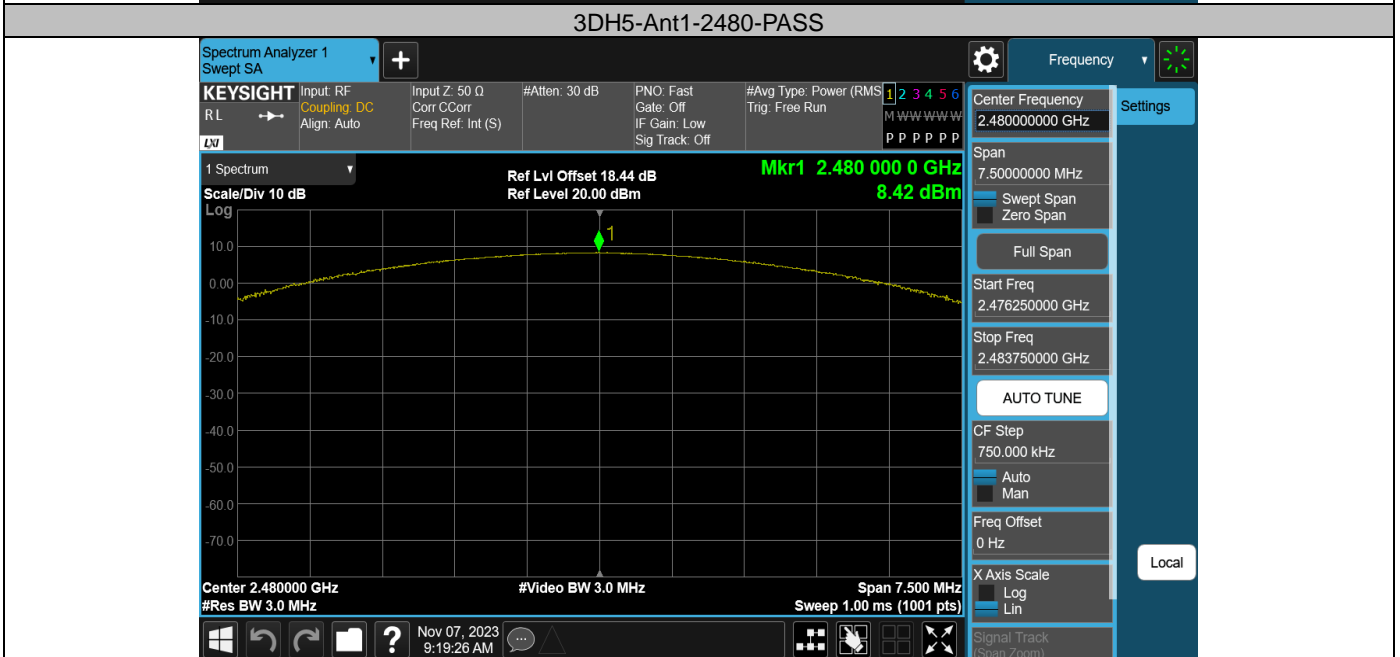 3DH5-Ant1-2480-PASS
Spectrum Analyzer 1
Swept SA
Frequency
KEYSIGHT
RL
LXI
Input: RF
Coupling: DC
Align: Auto
Input Z: 50 Ω
Corr CCorr
Freq Ref: Int (S)
#Atten: 30 dB
PNO: Fast
Gate: Off
IF Gain: Low
Sig Track: Off
#Avg Type: Power (RMS
Trig: Free Run
1 2 3 4 5 6
M W W W W W
P P P P P P
1 Spectrum
Scale/Div 10 dB
Ref Lvl Offset 18.44 dB
Ref Level 20.00 dBm
Mkr1 2.480 000 0 GHz
8.42 dBm
Log
1
10.0
0.00
-10.0
-20.0
-30.0
-40.0
-50.0
-60.0
-70.0
Center 2.480000 GHz
#Video BW 3.0 MHz
Span 7.500 MHz
#Res BW 3.0 MHz
Sweep 1.00 ms (1001 pts)
Center Frequency
2.480000000 GHz
Span
7.50000000 MHz
Swept Span
Zero Span
Full Span
Start Freq
2.476250000 GHz
Stop Freq
2.483750000 GHz
AUTO TUNE
CF Step
750.000 kHz
Auto
Man
Freq Offset
0 Hz
X Axis Scale
Log
Lin
Signal Track
(Span Zoom)
Settings
Local
?
Nov 07, 2023
9:19:26 AM